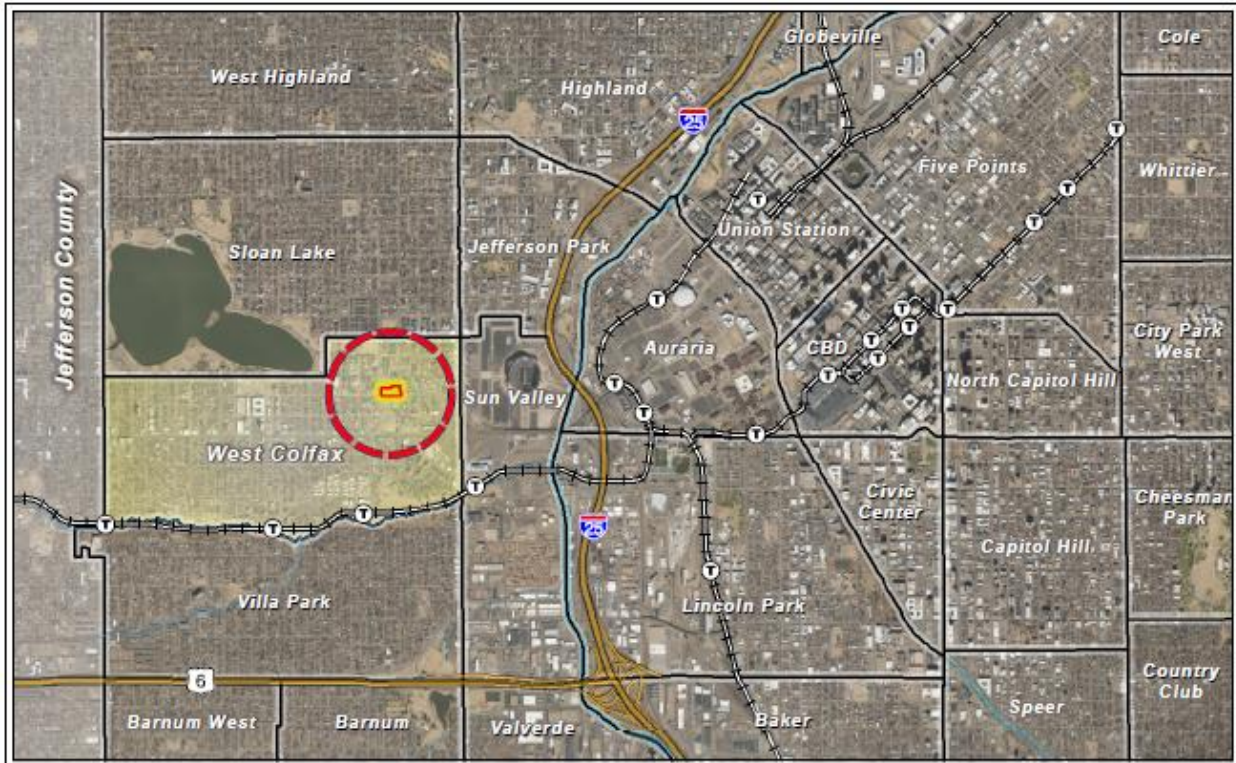 Globeville
Cole
West Highland
Highland
25
Five Points
Whittier
Jefferson County
Sloan Lake
Jefferson Park
T
T
T
T
Union Station
T
T
T
T
T
T
T
T
Auraria
CBD
City Park
West
North Capitol Hill
T
T
T
Sun Valley
West Colfax
T
T
T
T
T
25
Civic
Center
Cheesman
Park
Capitol Hill
Villa Park
T
Lincoln Park
6
Country
Club
Barnum West
Barnum
Valverde
Baker
Speer